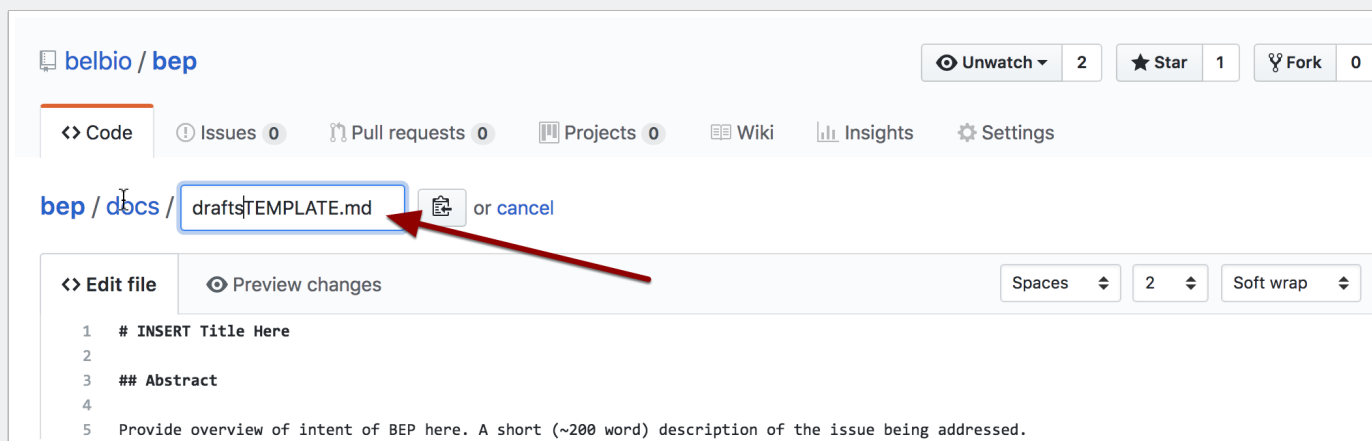 belbio / bep
Unwatch 2 Star 1 Fork 0
Code Issues 0 Pull requests 0 Projects 0 Wiki Insights Settings
bep / docs / draftsTEMPLATE.md or cancel
<> Edit file Preview changes Spaces 2 Soft wrap
1 # INSERT Title Here
2
3 ## Abstract
4
5 Provide overview of intent of BEP here. A short (~200 word) description of the issue being addressed.